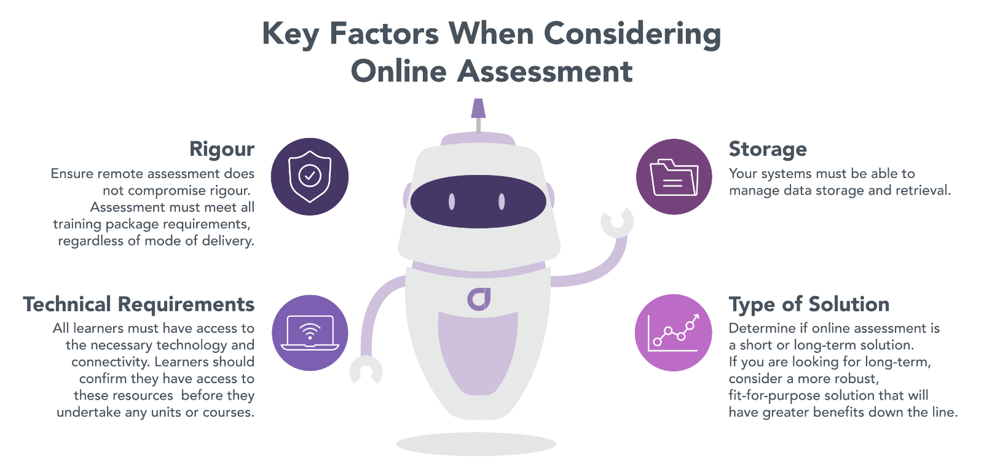 Key Factors When Considering
Online Assessment
Rigour
Ensure remote assessment does
not compromise rigour.
Assessment must meet all
training package requirements,
regardless of mode of delivery.
Storage
Your systems must be able to
manage data storage and retrieval.
Technical Requirements
All learners must have access to
the necessary technology and
connectivity. Learners should
confirm they have access to
these resources  before they
undertake any units or courses.
Type of Solution
Determine if online assessment is
a short or long-term solution.
If you are looking for long-term,
consider a more robust,
fit-for-purpose solution that will
have greater benefits down the line.